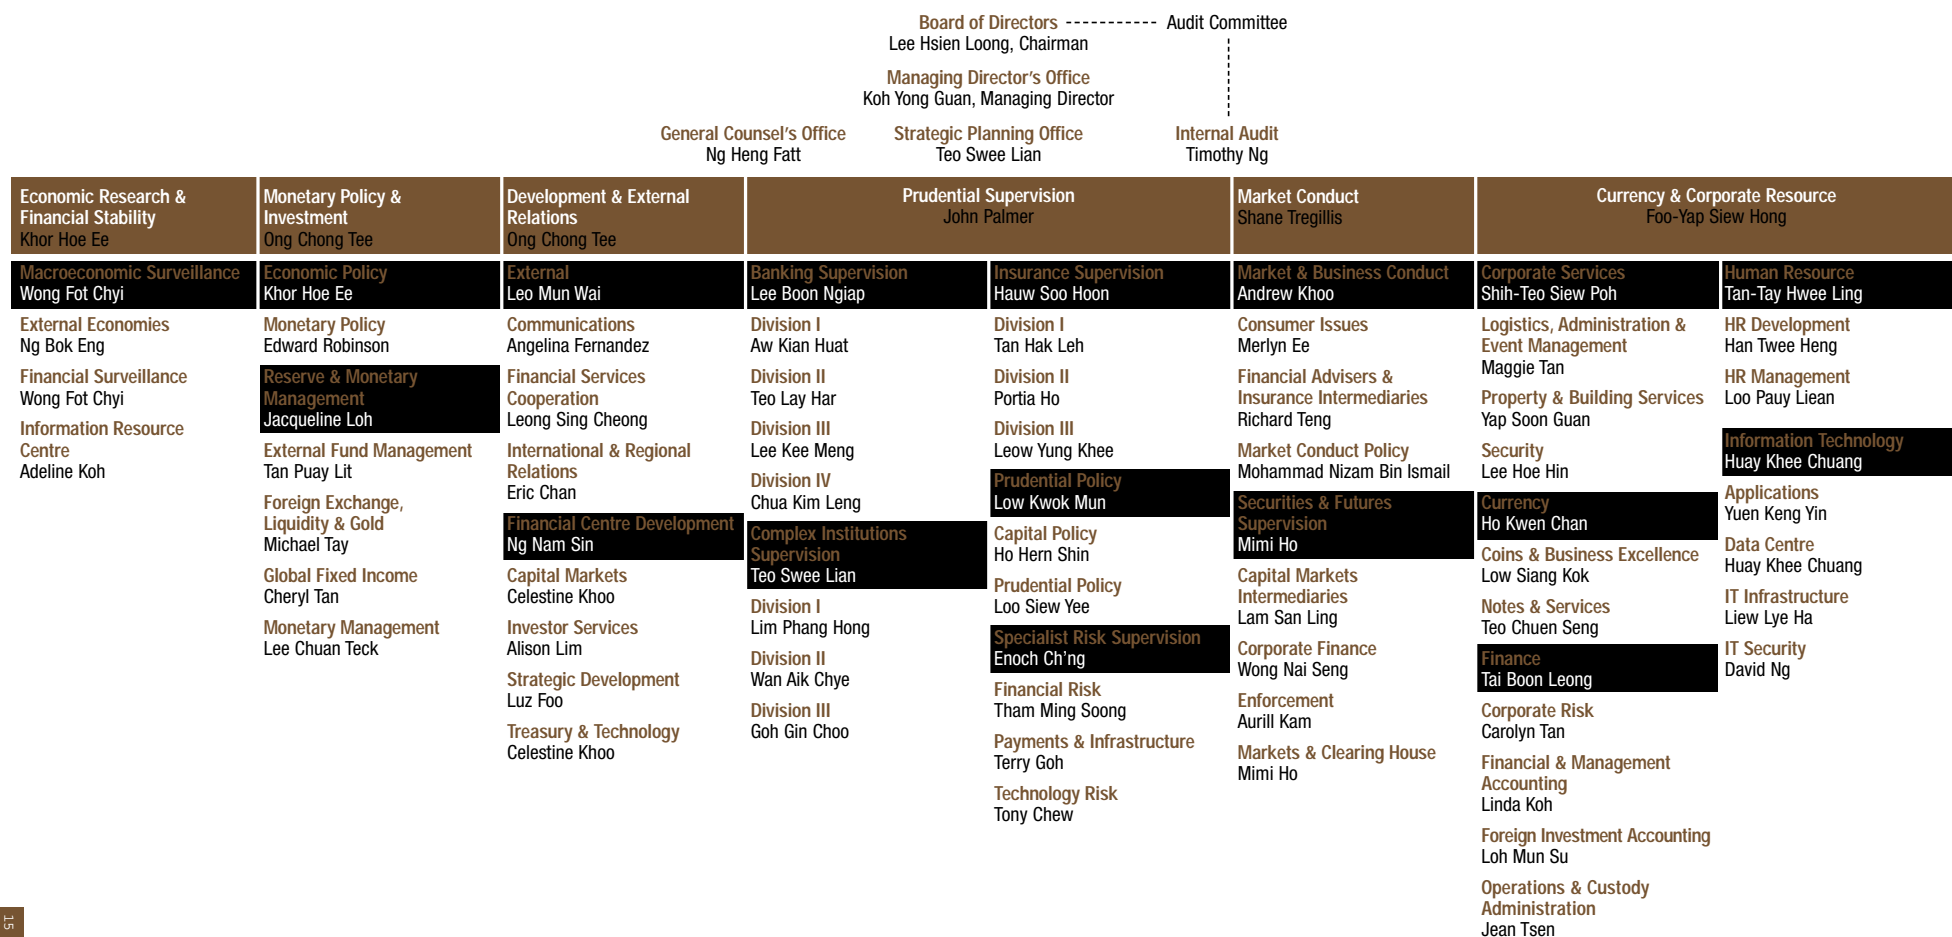 Board of Directors ----------- Audit Committee
Lee Hsien Loong, Chairman
Managing Director's Office
Koh Yong Guan, Managing Director
General Counsel's Office
Ng Heng Fatt
Strategic Planning Office
Teo Swee Lian
Internal Audit
Timothy Ng
Economic Research &
Financial Stability
Khor Hoe Ee
Macroeconomic Surveillance
Wong Fot Chyi
External Economies
Ng Bok Eng
Financial Surveillance
Wong Fot Chyi
Information Resource
Centre
Adeline Koh
Monetary Policy &
Investment
Ong Chong Tee
Economic Policy
Khor Hoe Ee
Monetary Policy
Edward Robinson
Reserve & Monetary
Management
Jacqueline Loh
External Fund Management
Tan Puay Lit
Foreign Exchange,
Liquidity & Gold
Michael Tay
Global Fixed Income
Cheryl Tan
Monetary Management
Lee Chuan Teck
Development & External
Relations
Ong Chong Tee
External
Leo Mun Wai
Communications
Angelina Fernandez
Financial Services
Cooperation
Leong Sing Cheong
International & Regional
Relations
Eric Chan
Financial Centre Development
Ng Nam Sin
Capital Markets
Celestine Khoo
Investor Services
Alison Lim
Strategic Development
Luz Foo
Treasury & Technology
Celestine Khoo
Prudential Supervision
John Palmer
Banking Supervision
Lee Boon Ngiap
Division I
Aw Kian Huat
Division II
Teo Lay Har
Division III
Lee Kee Meng
Division IV
Chua Kim Leng
Complex Institutions
Supervision
Teo Swee Lian
Division I
Lim Phang Hong
Division II
Wan Aik Chye
Division III
Goh Gin Choo
Insurance Supervision
Hauw Soo Hoon
Division I
Tan Hak Leh
Division II
Portia Ho
Division III
Leow Yung Khee
Prudential Policy
Low Kwok Mun
Capital Policy
Ho Hern Shin
Prudential Policy
Loo Siew Yee
Specialist Risk Supervision
Enoch Ch'ng
Financial Risk
Tham Ming Soong
Payments & Infrastructure
Terry Goh
Technology Risk
Tony Chew
Market Conduct
Shane Tregillis
Market & Business Conduct
Andrew Khoo
Consumer Issues
Merlyn Ee
Financial Advisers &
Insurance Intermediaries
Richard Teng
Market Conduct Policy
Mohammad Nizam Bin Ismail
Securities & Futures
Supervision
Mimi Ho
Capital Markets
Intermediaries
Lam San Ling
Corporate Finance
Wong Nai Seng
Enforcement
Aurill Kam
Markets & Clearing House
Mimi Ho
Currency & Corporate Resource
Foo-Yap Siew Hong
Corporate Services
Shih-Teo Siew Poh
Logistics, Administration &
Event Management
Maggie Tan
Property & Building Services
Yap Soon Guan
Security
Lee Hoe Hin
Currency
Ho Kwen Chan
Coins & Business Excellence
Low Siang Kok
Notes & Services
Teo Chuen Seng
Finance
Tai Boon Leong
Corporate Risk
Carolyn Tan
Financial & Management
Accounting
Linda Koh
Foreign Investment Accounting
Loh Mun Su
Operations & Custody
Administration
Jean Tsen
Human Resource
Tan-Tay Hwee Ling
HR Development
Han Twee Heng
HR Management
Loo Pauy Liean
Information Technology
Huay Khee Chuang
Applications
Yuen Keng Yin
Data Centre
Huay Khee Chuang
IT Infrastructure
Liew Lye Ha
IT Security
David Ng
15